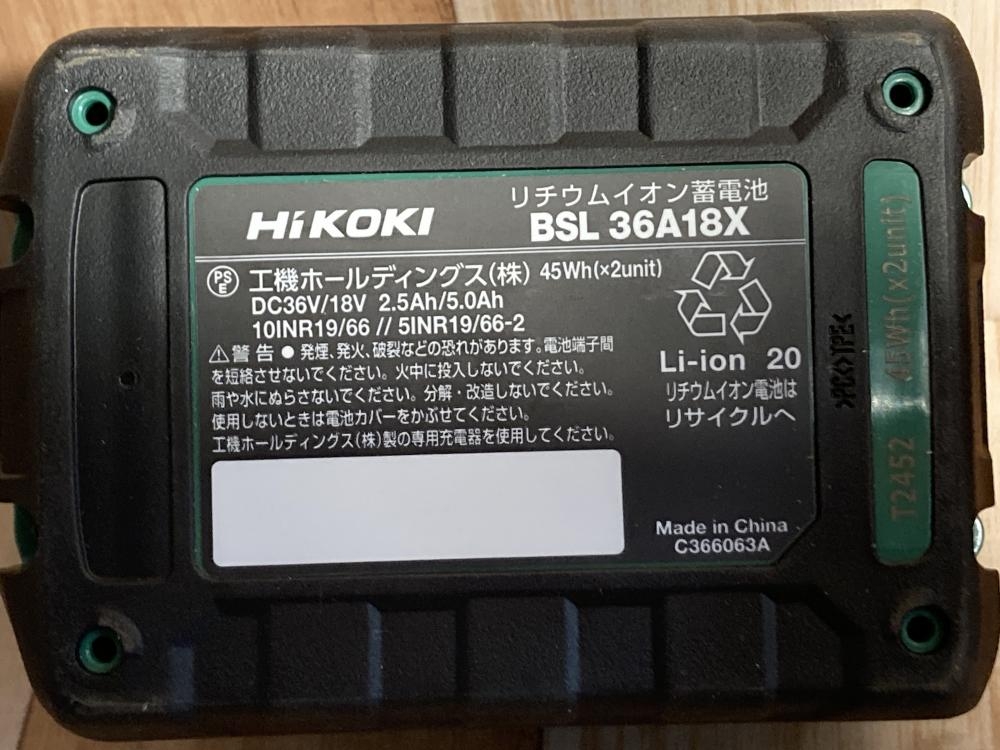 HiKOKI
リチウムイオン蓄電池
BSL 36A18X
PS
E
工機ホールディングス(株) 45Wh(×2unit)
DC36V/18V 2.5Ah/5.0Ah
10INR19/66 // 5INR19/66-2
警告 ● 発煙、発火、破裂などの恐れがあります。電池端子間
を短絡させないでください。火中に投入しないでください。
雨や水にぬらさないでください。分解・改造しないでください。
使用しないときは電池カバーをかぶせてください。
工機ホールディングス(株)製の専用充電器を使用してください。
Li-ion 20
リチウムイオン電池は
リサイクルへ
Made in China
C366063A
T2452 45Wh(×2unit)